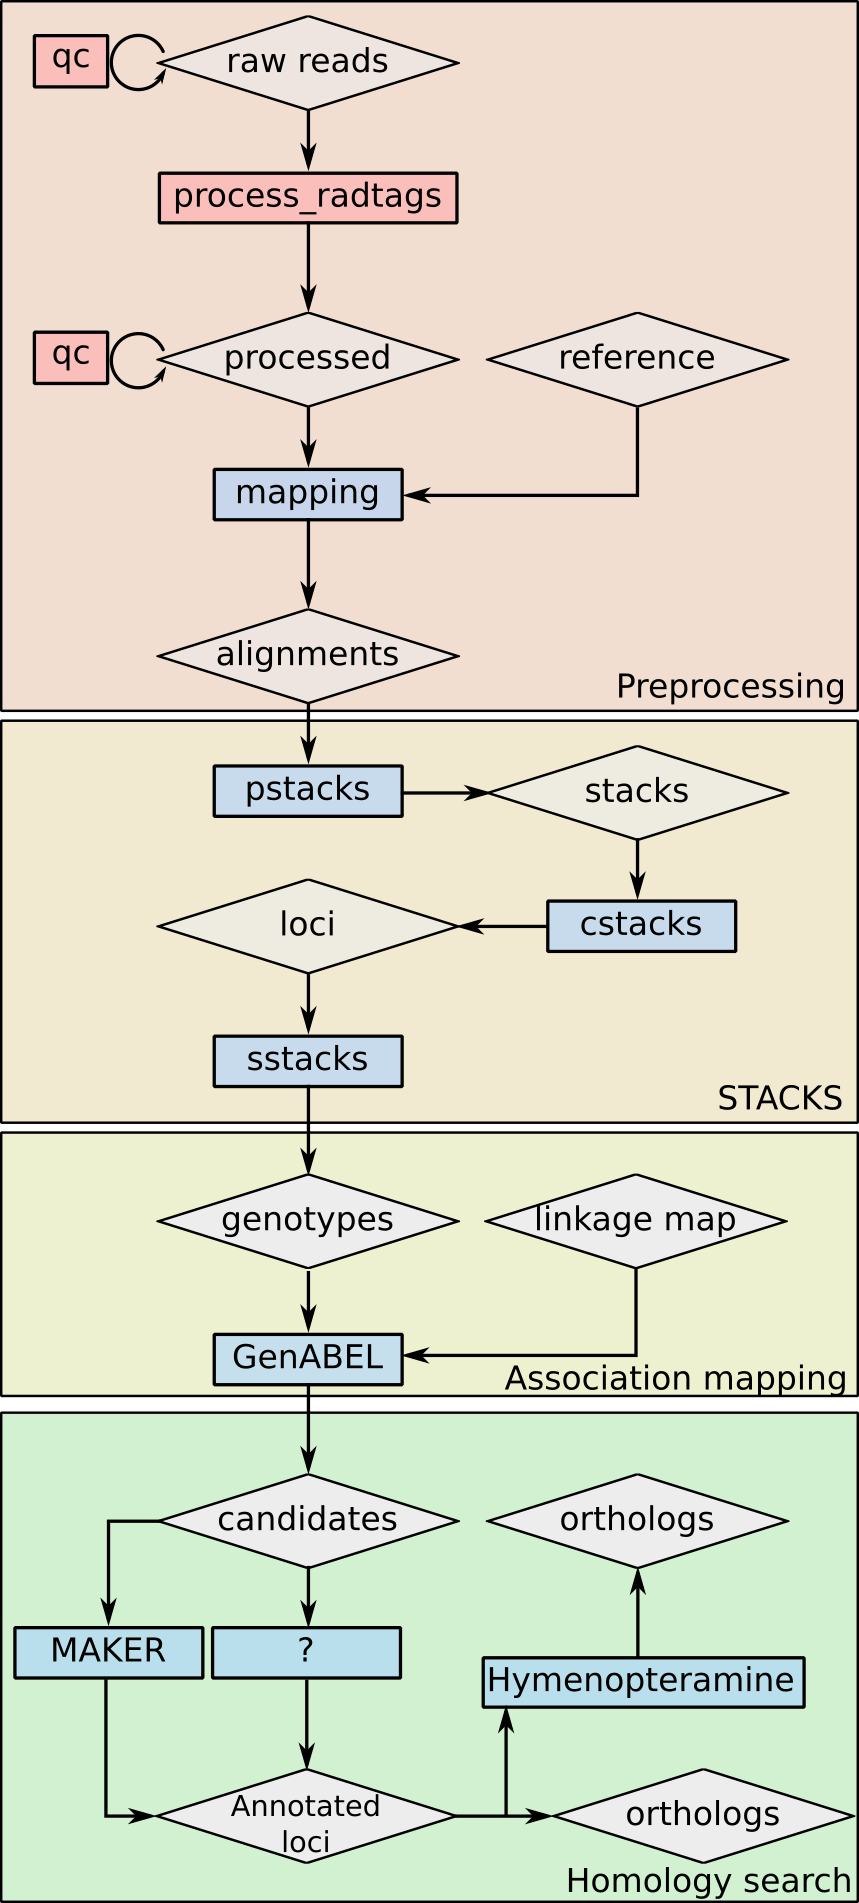 qc
raw reads
process_radtags
qc
processed
reference
mapping
alignments
Preprocessing
pstacks
stacks
loci
cstacks
sstacks
STACKS
genotypes
linkage map
GenABEL
Association mapping
candidates
orthologs
MAKER
?
Hymenopteramine
Annotated
loci
orthologs
Homology search